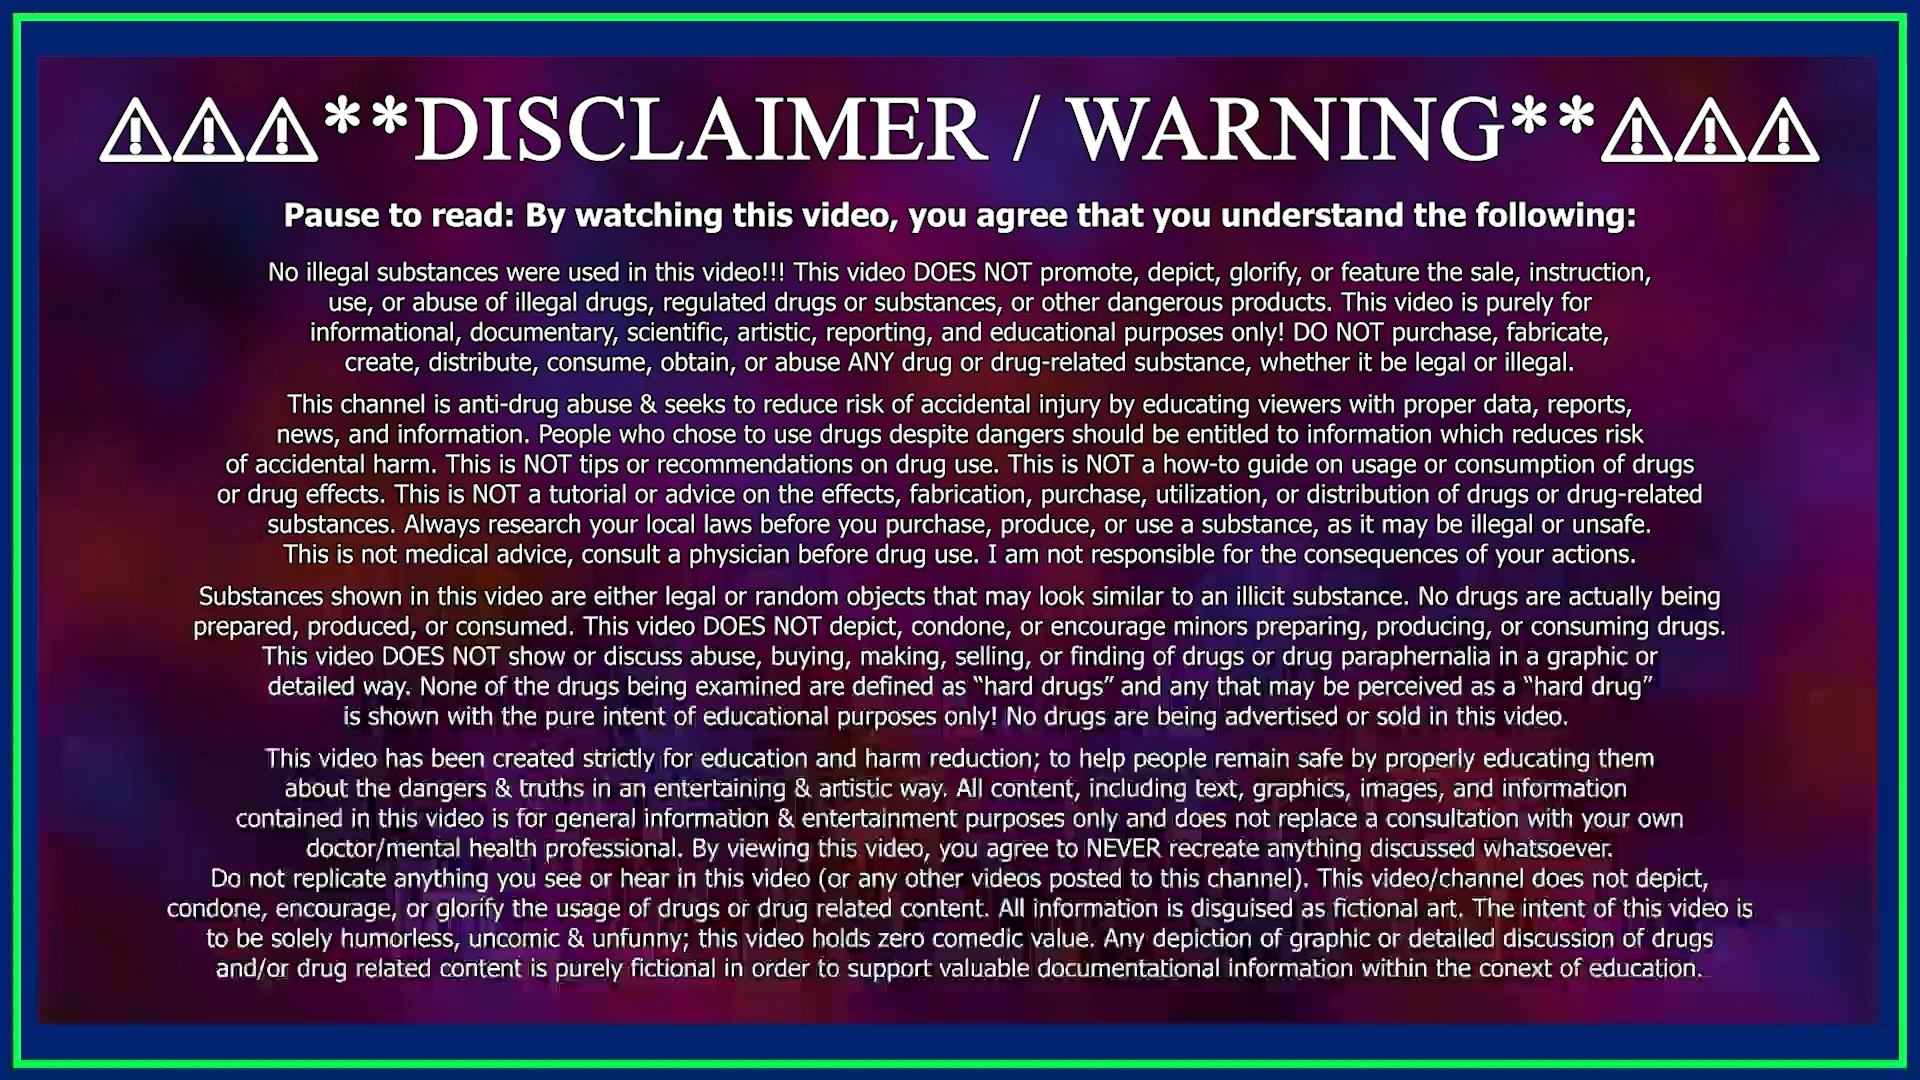 ⚠⚠⚠**DISCLAIMER / WARNING**⚠⚠⚠
Pause to read: By watching this video, you agree that you understand the following:
No illegal substances were used in this video!!! This video DOES NOT promote, depict, glorify, or feature the sale, instruction,
use, or abuse of illegal drugs, regulated drugs or substances, or other dangerous products. This video is purely for
informational, documentary, scientific, artistic, reporting, and educational purposes only! DO NOT purchase, fabricate,
create, distribute, consume, obtain, or abuse ANY drug or drug-related substance, whether it be legal or illegal.
This channel is anti-drug abuse & seeks to reduce risk of accidental injury by educating viewers with proper data, reports,
news, and information. People who chose to use drugs despite dangers should be entitled to information which reduces risk
of accidental harm. This is NOT tips or recommendations on drug use. This is NOT a how-to guide on usage or consumption of drugs
or drug effects. This is NOT a tutorial or advice on the effects, fabrication, purchase, utilization, or distribution of drugs or drug-related
substances. Always research your local laws before you purchase, produce, or use a substance, as it may be illegal or unsafe.
This is not medical advice, consult a physician before drug use. I am not responsible for the consequences of your actions.
Substances shown in this video are either legal or random objects that may look similar to an illicit substance. No drugs are actually being
prepared, produced, or consumed. This video DOES NOT depict, condone, or encourage minors preparing, producing, or consuming drugs.
This video DOES NOT show or discuss abuse, buying, making, selling, or finding of drugs or drug paraphernalia in a graphic or
detailed way. None of the drugs being examined are defined as “hard drugs” and any that may be perceived as a “hard drug”
is shown with the pure intent of educational purposes only! No drugs are being advertised or sold in this video.
This video has been created strictly for education and harm reduction; to help people remain safe by properly educating them
about the dangers & truths in an entertaining & artistic way. All content, including text, graphics, images, and information
contained in this video is for general information & entertainment purposes only and does not replace a consultation with your own
doctor/mental health professional. By viewing this video, you agree to NEVER recreate anything discussed whatsoever.
Do not replicate anything you see or hear in this video (or any other videos posted to this channel). This video/channel does not depict,
condone, encourage, or glorify the usage of drugs or drug related content. All information is disguised as fictional art. The intent of this video is
to be solely humorless, uncomic & unfunny; this video holds zero comedic value. Any depiction of graphic or detailed discussion of drugs
and/or drug related content is purely fictional in order to support valuable documentational information within the conext of education.